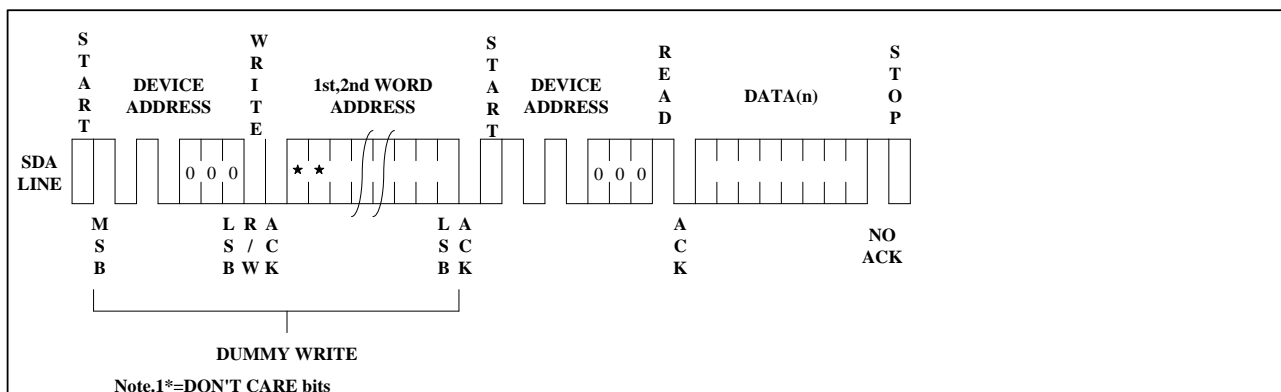 START
DEVICE
ADDRESS
WRITE
1st,2nd WORD
ADDRESS
START
DEVICE
ADDRESS
READ
DATA(n)
STOP
SDA
LINE
0 0 0
★ ★
0 0 0
MSB
LSB
R/W
ACK
LSB
ACK
ACK
NO
ACK
DUMMY WRITE
Note.1*=DON'T CARE bits